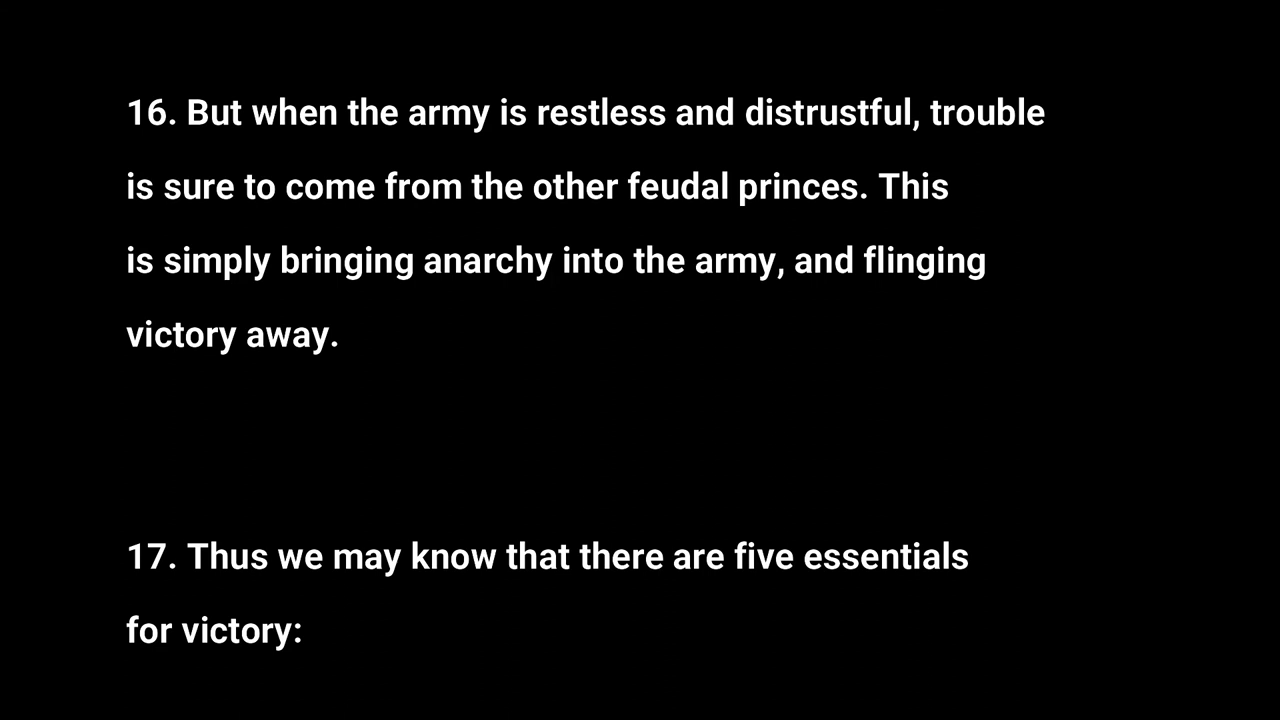 16. But when the army is restless and distrustful, trouble
is sure to come from the other feudal princes. This
is simply bringing anarchy into the army, and flinging
victory away.
17. Thus we may know that there are five essentials
for victory: